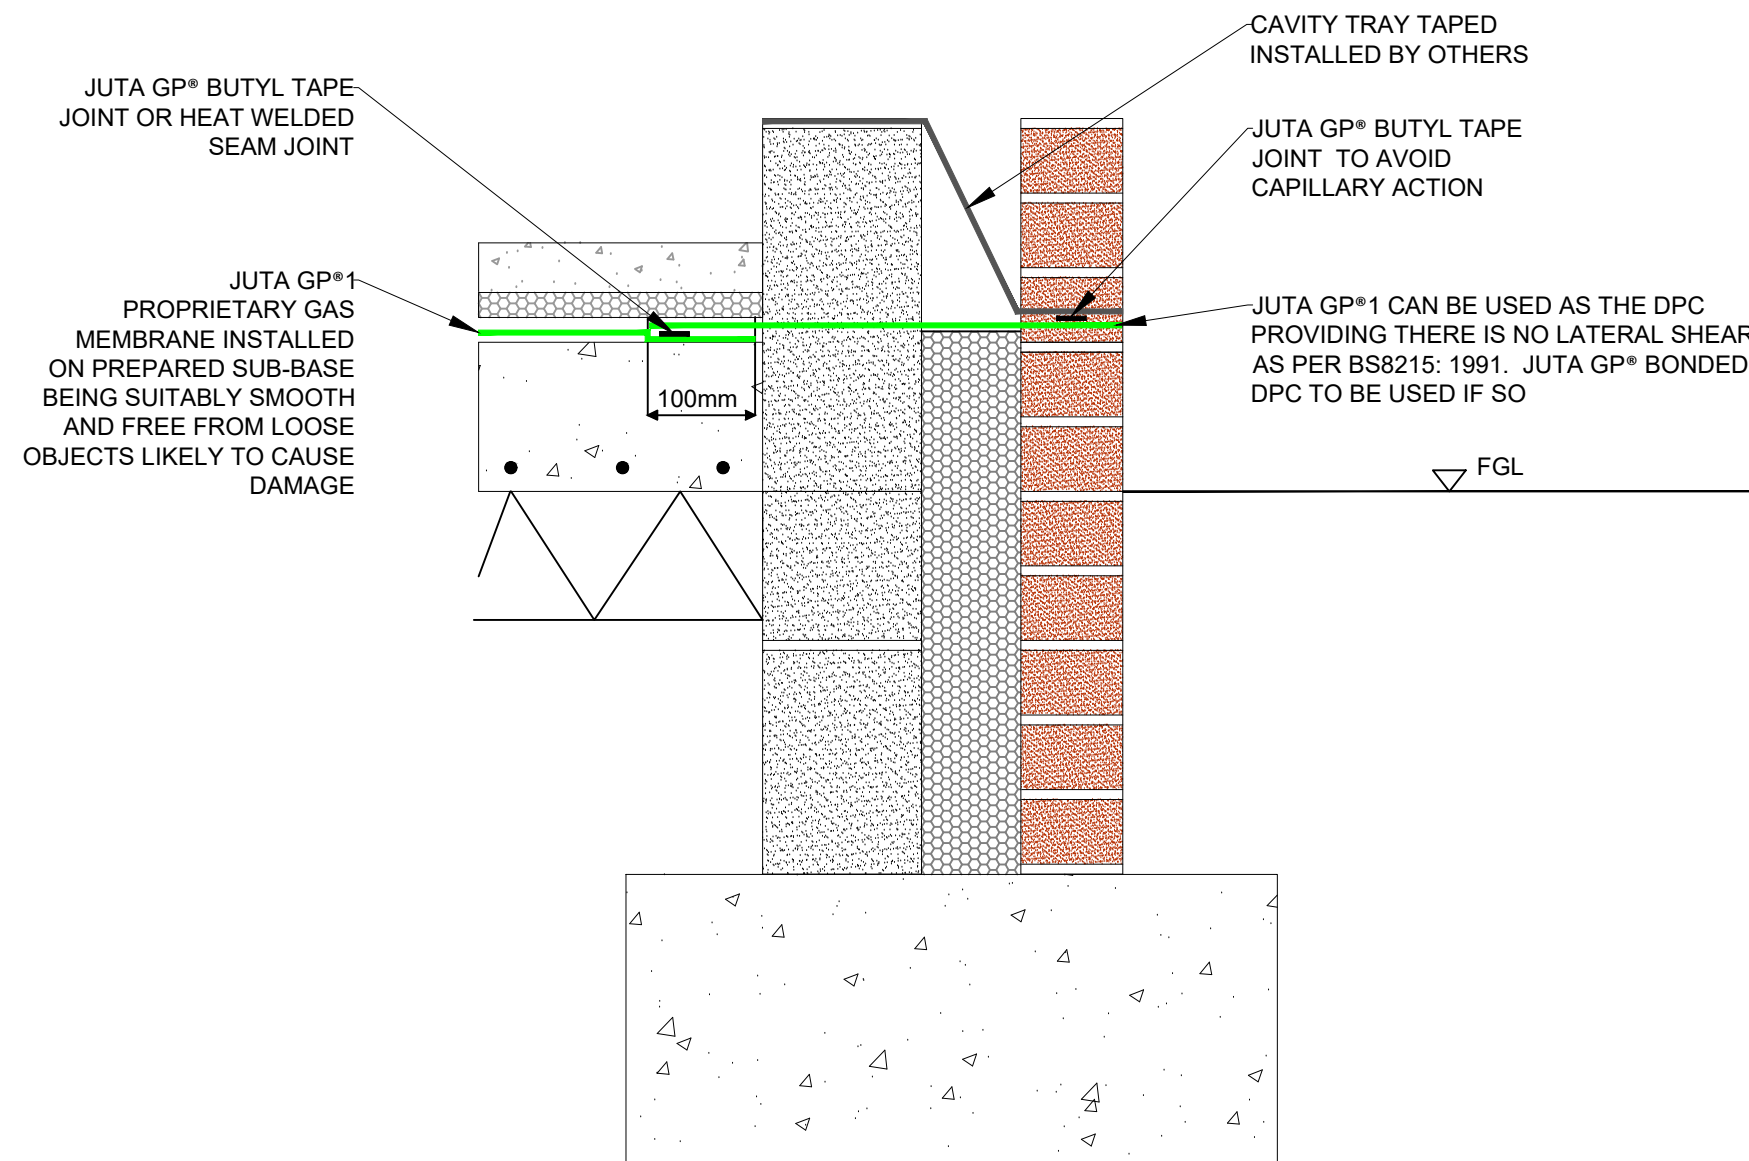 CAVITY TRAY TAPED
INSTALLED BY OTHERS
JUTA GP® BUTYL TAPE
JOINT OR HEAT WELDED
SEAM JOINT
JUTA GP® BUTYL TAPE
JOINT TO AVOID
CAPILLARY ACTION
JUTA GP®1
PROPRIETARY GAS
MEMBRANE INSTALLED
ON PREPARED SUB-BASE
BEING SUITABLY SMOOTH
AND FREE FROM LOOSE
OBJECTS LIKELY TO CAUSE
DAMAGE
JUTA GP®1 CAN BE USED AS THE DPC
PROVIDING THERE IS NO LATERAL SHEAR
AS PER BS8215: 1991. JUTA GP® BONDED
DPC TO BE USED IF SO
100mm
FGL